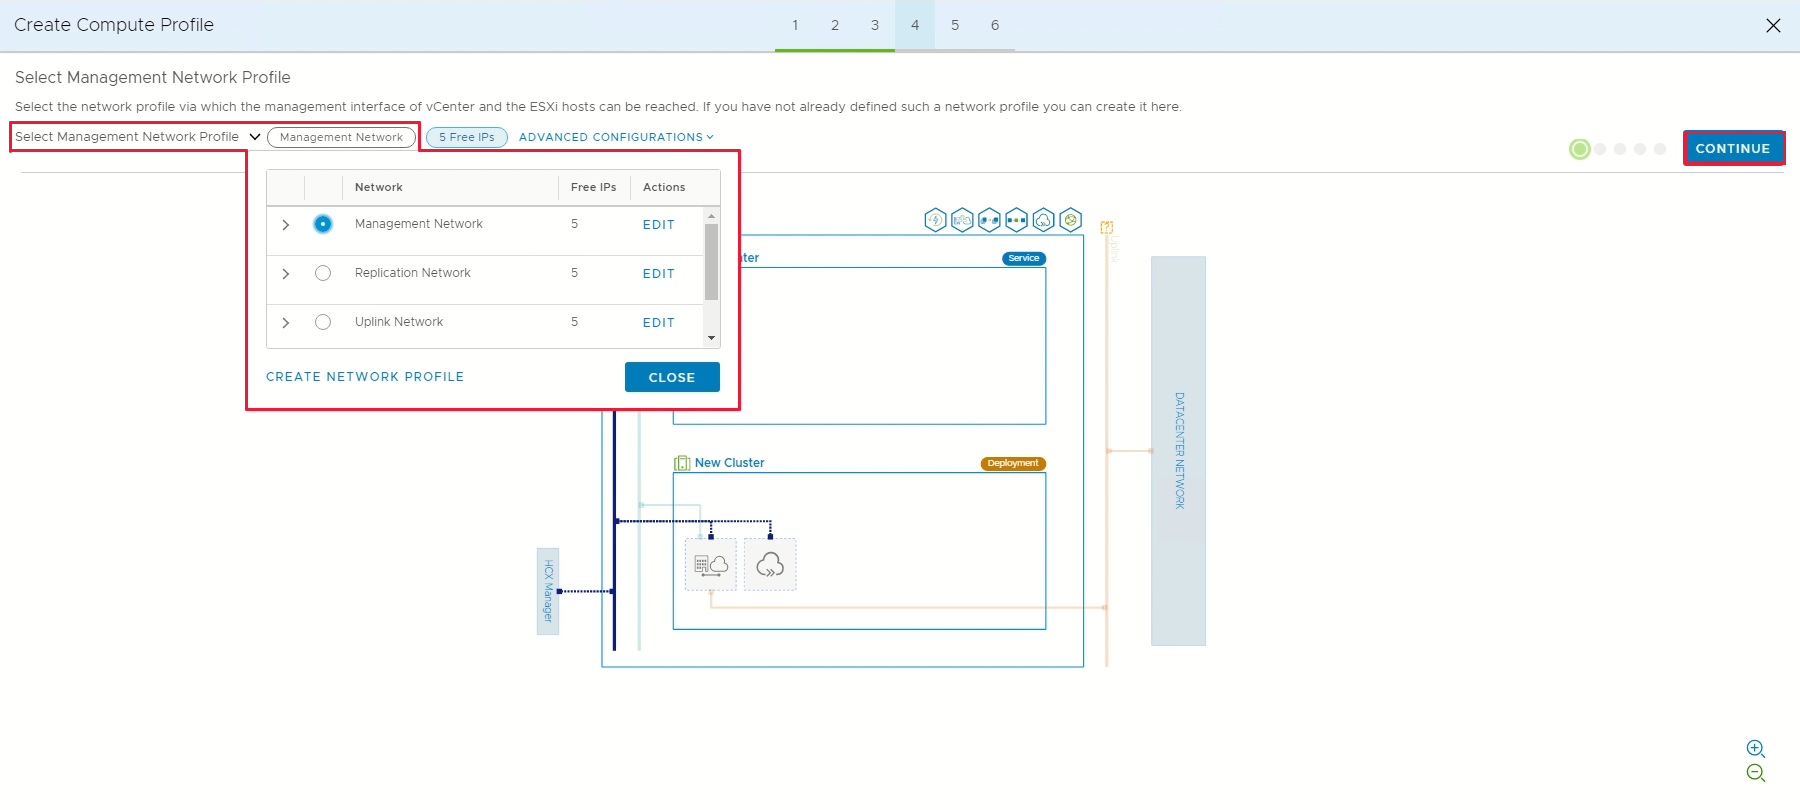 Create Compute Profile
1 2 3 4 5 6
Select Management Network Profile
Select the network profile via which the management interface of vCenter and the ESXi hosts can be reached. If you have not already defined such a network profile you can create it here.
Select Management Network Profile Management Network 5 Free IPs ADVANCED CONFIGURATIONS
CONTINUE
Network Free IPs Actions
Management Network 5 EDIT
Replication Network 5 EDIT
Uplink Network 5 EDIT
CREATE NETWORK PROFILE CLOSE
Uplink
Service
New Cluster Deployment
DATACENTER NETWORK
HCX Manager